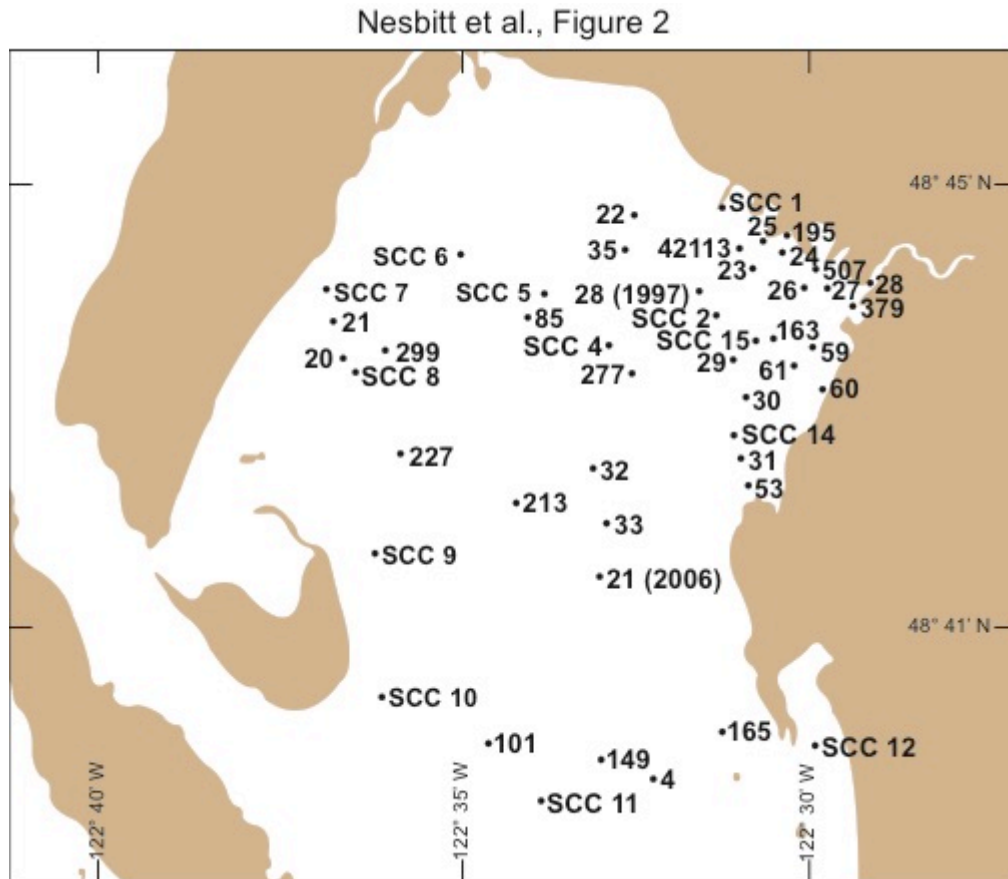 Nesbitt et al., Figure 2
48° 45' N
SCC 1
22
25
195
35
42113
24
SCC 6
23
507
28
SCC 7
SCC 5
28 (1997)
26
27
379
21
85
SCC 2
163
299
SCC 4
SCC 15
59
20
SCC 8
277
29
61
60
30
SCC 14
227
32
31
213
53
33
SCC 9
21 (2006)
48° 41' N
SCC 10
101
165
149
SCC 12
4
SCC 11
122° 40' W
122° 35' W
122° 30' W